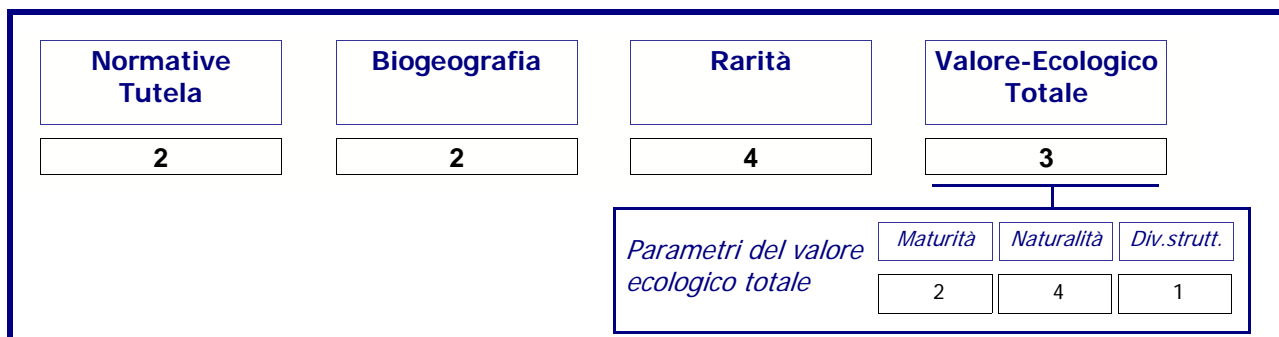 Normative
Tutela
Biogeografia
Rarità
Valore-Ecologico
Totale
2
2
4
3
Parametri del valore
ecologico totale
Maturità
Naturalità
Div.strutt.
2
4
1